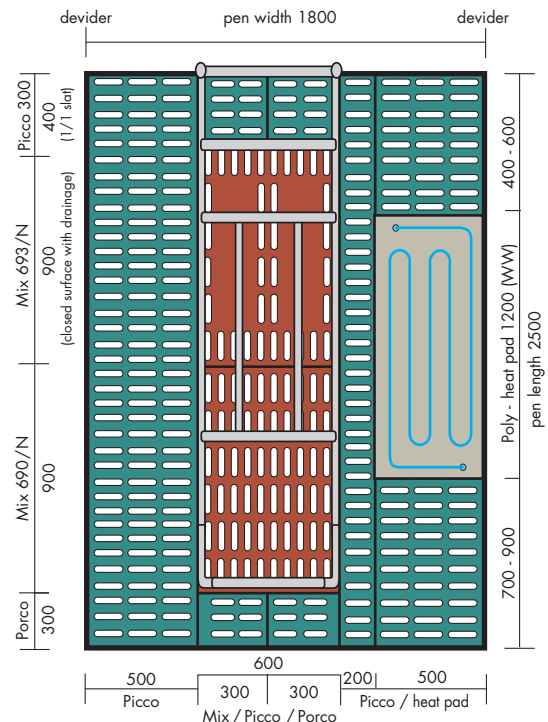 devider
pen width 1800
devider
Picco 300
400
(1/1 slat)
Mix 693/N
900
(closed surface with drainage)
Mix 690/N
900
Porco
300
400 - 600
Poly - heat pad 1200 (WW)
pen length 2500
700 - 900
500
600
200
500
300
300
Picco
Mix / Picco / Porco
Picco / heat pad